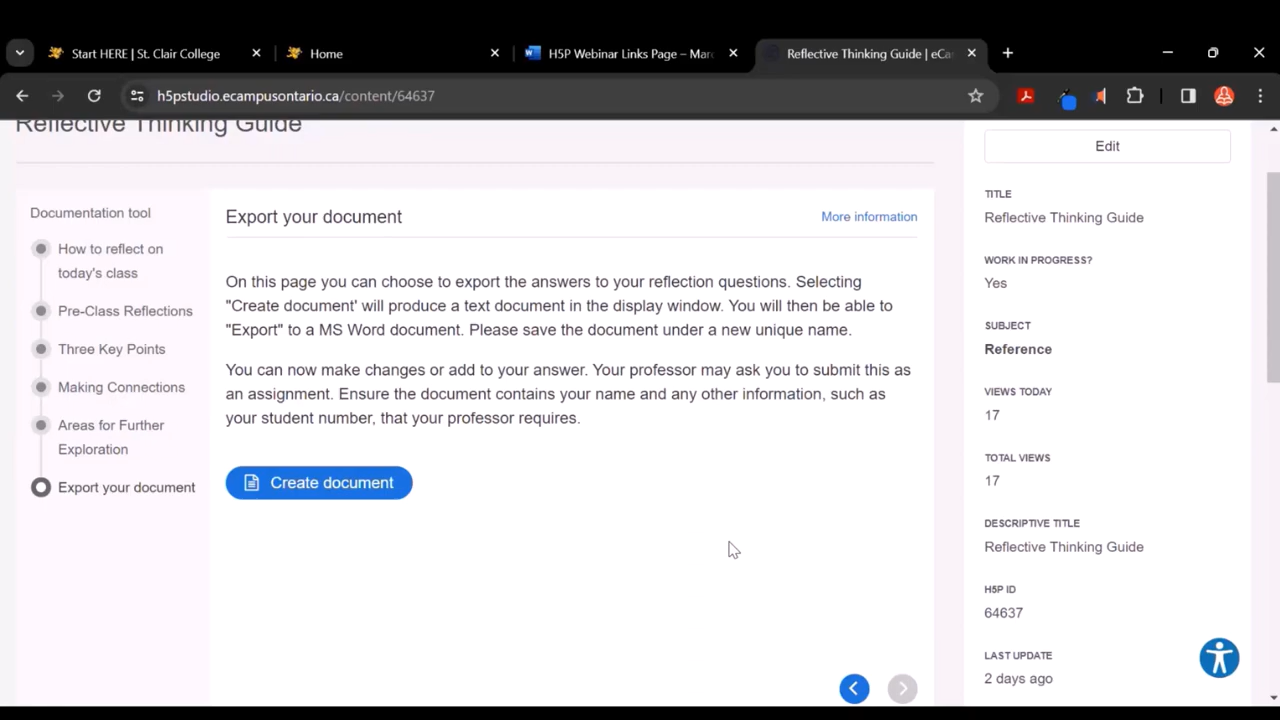 Start HERE | St. Clair College
Home
H5P Webinar Links Page – Marc
Reflective Thinking Guide | eCa
h5pstudio.ecampusontario.ca/content/64637
Reflective Thinking Guide
Documentation tool
How to reflect on
today's class
Pre-Class Reflections
Three Key Points
Making Connections
Areas for Further
Exploration
Export your document
Export your document
More information
On this page you can choose to export the answers to your reflection questions. Selecting
"Create document' will produce a text document in the display window. You will then be able to
"Export" to a MS Word document. Please save the document under a new unique name.
You can now make changes or add to your answer. Your professor may ask you to submit this as
an assignment. Ensure the document contains your name and any other information, such as
your student number, that your professor requires.
Create document
Edit
TITLE
Reflective Thinking Guide
WORK IN PROGRESS?
Yes
SUBJECT
Reference
VIEWS TODAY
17
TOTAL VIEWS
17
DESCRIPTIVE TITLE
Reflective Thinking Guide
H5P ID
64637
LAST UPDATE
2 days ago